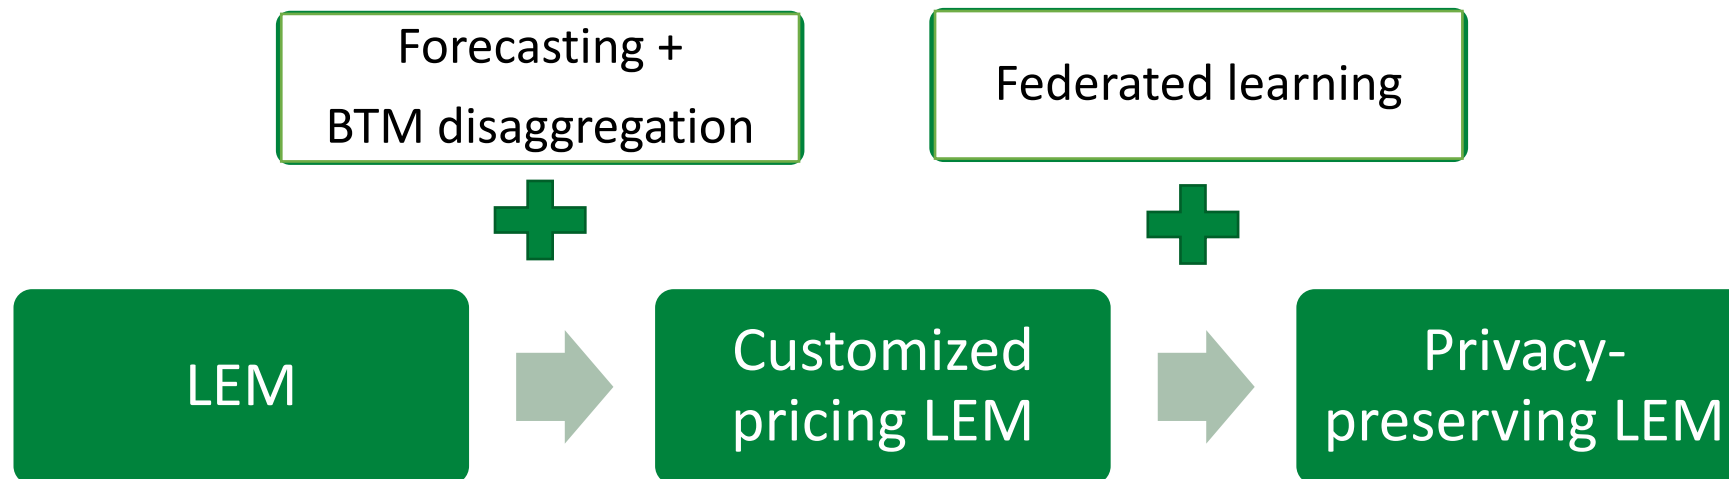 Forecasting +
BTM disaggregation
Federated learning
LEM
Customized
pricing LEM
Privacy-
preserving LEM